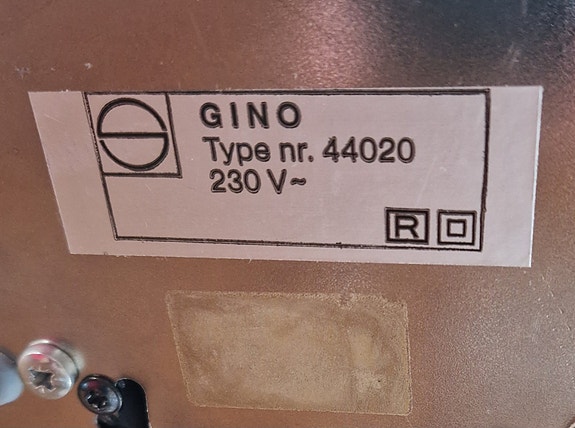 GINO
Type nr. 44020
230 V~
R